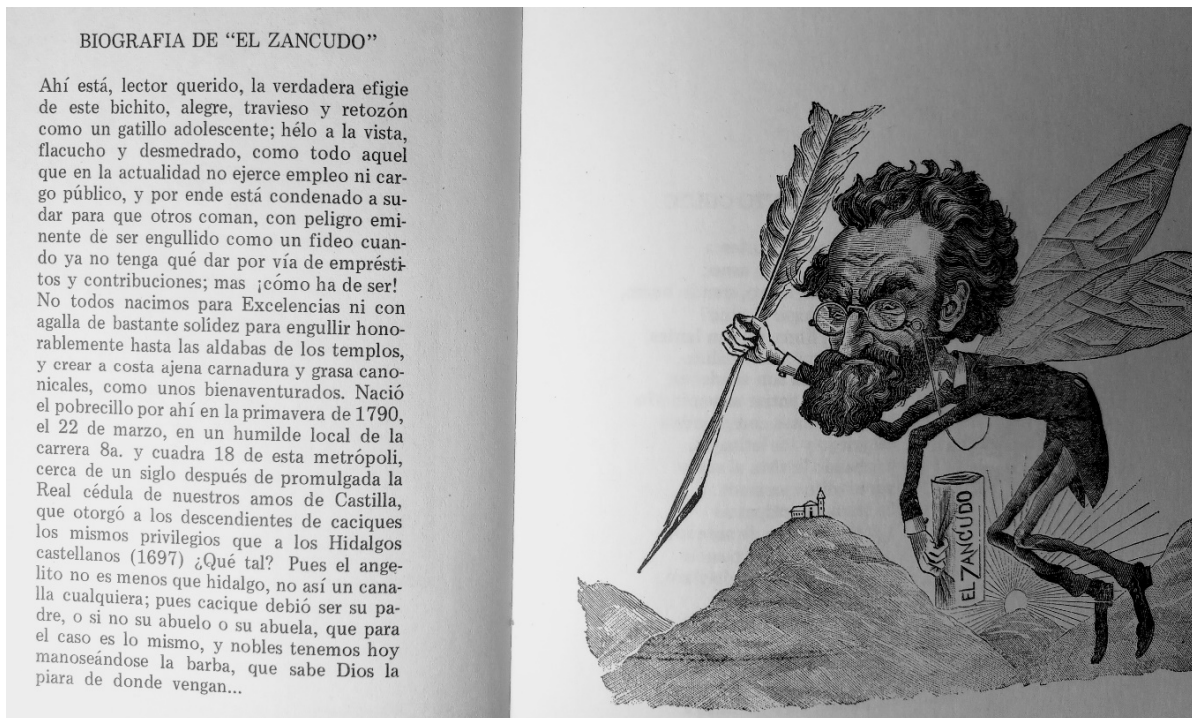 BIOGRAFIA DE “EL ZANCUDO”
Ahí está, lector querido, la verdadera efigie
de este bichito, alegre, travieso y retozón
como un gatillo adolescente; hélo a la vista,
flacucho y desmedrado, como todo aquel
que en la actualidad no ejerce empleo ni car-
go público, y por ende está condenado a su-
dar para que otros coman, con peligro emi-
nente de ser engullido como un fideo cuan-
do ya no tenga qué dar por vía de emprésti-
tos y contribuciones; mas ¡cómo ha de ser!
No todos nacimos para Excelencias ni con
agalla de bastante solídez para engullir hono-
rablemente hasta las aldabas de los templos,
y crear a costa ajena carnadura y grasa cano-
nicales, como unos bienaventurados. Nació
el pobrecillo por ahí en la primavera de 1790,
el 22 de marzo, en un humilde local de la
carrera 8a. y cuadra 18 de esta metrópoli,
cerca de un siglo después de promulgada la
Real cédula de nuestros amos de Castilla,
que otorgó a los descendientes de caciques
los mismos privilegios que a los Hidalgos
castellanos (1697) ¿Qué tal? Pues el ange-
lito no es menos que hidalgo, no así un cana-
lla cualquiera; pues cacique debió ser su pa-
dre, o si no su abuelo o su abuela, que para
el caso es lo mismo, y nobles tenemos hoy
manoseándose la barba, que sabe Dios la
piara de donde vengan...
EL ZANCUDO